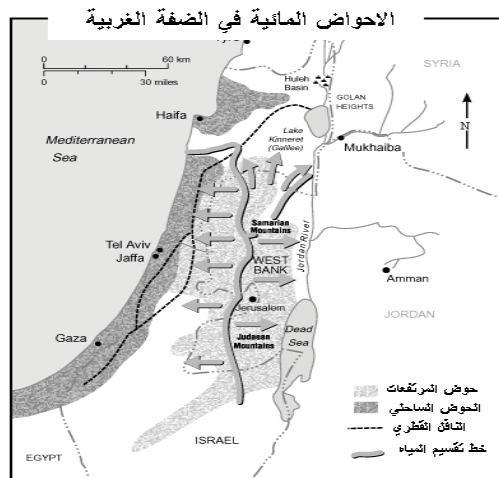 الاحواض المائية في الضفة الغربية
0 60 km
0 30 miles
SYRIA
Huleh
Basin
GOLAN
HEIGHTS
Haifa
N
Mediterranean
Sea
Lake
Kinneret
(Galilee)
Mukhaiba
Samarian
Mountains
Jordan River
Tel Aviv
Jaffa
WEST
BANK
Amman
Jerusalem
JORDAN
Gaza
Dead
Sea
Judaean
Mountains
حوض المرتفعات
الحوض الساحلي
الناقل القطري
خط تقسيم المياه
ISRAEL
EGYPT